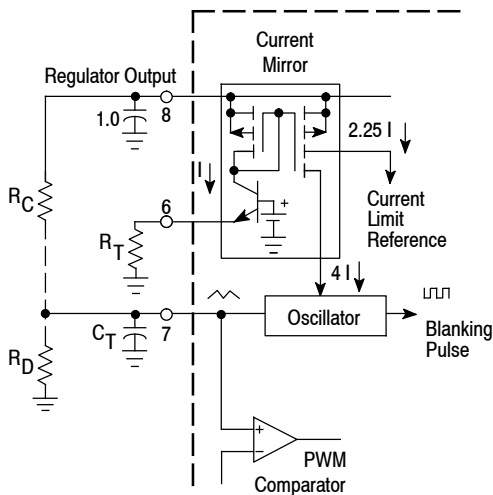 Current
Mirror
Regulator Output
1.0
8
2.25 I
I
R_C
6
Current
Limit
Reference
R_T
4 I
Oscillator
C_T
7
Blanking
Pulse
R_D
+
+
−
PWM
Comparator